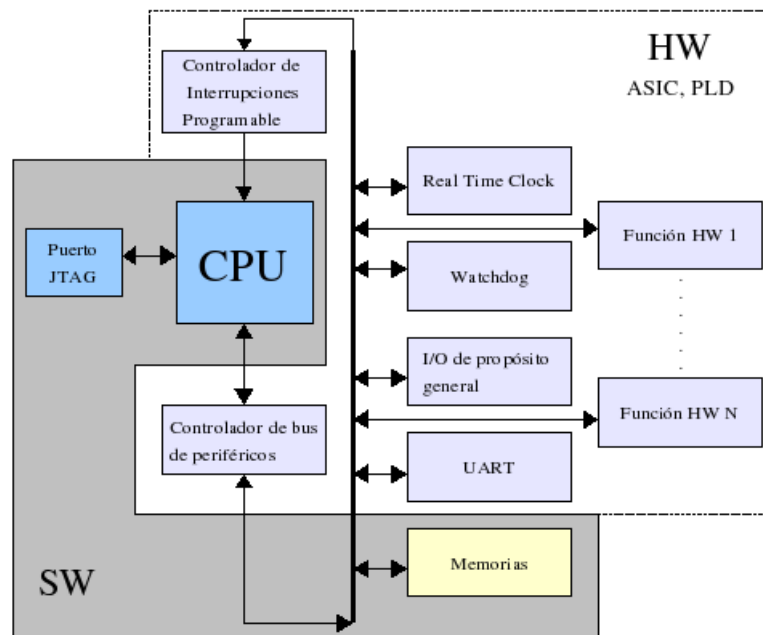 HW
ASIC, PLD
Controlador de
Interrupciones
Programable
Real Time Clock
Función HW 1
Puerto
JTAG
CPU
Watchdog
I/O de propósito
general
Función HW N
Controlador de bus
de periféricos
UART
SW
Memorias